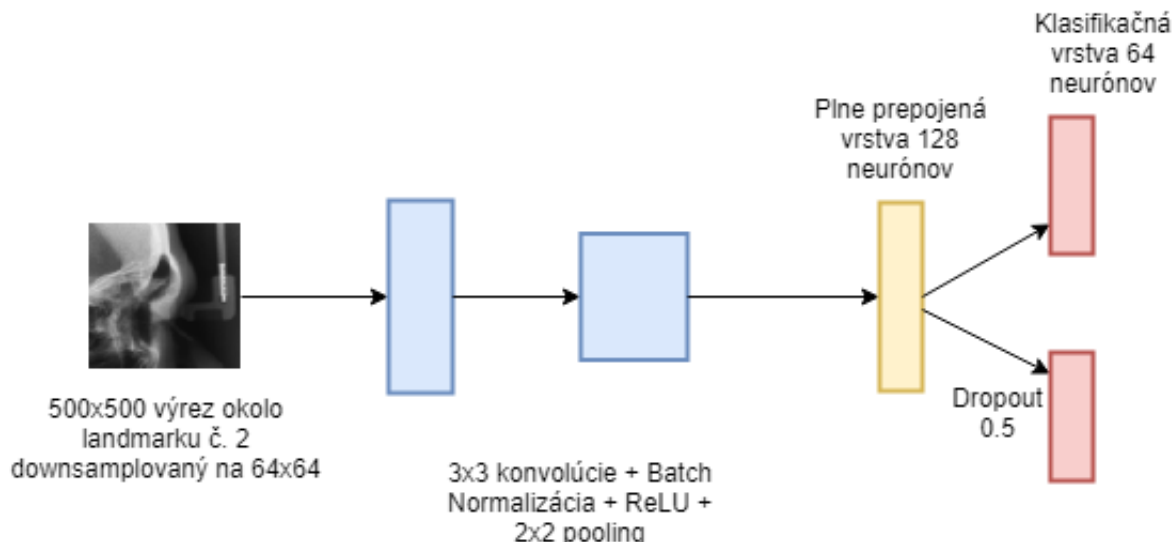 500x500 výrez okolo
landmarku č. 2
downsamplovaný na 64x64
3x3 konvolúcie + Batch
Normalizácia + ReLU +
2x2 pooling
Plne prepojená
vrstva 128
neurónov
Klasifikačná
vrstva 64
neurónov
Dropout
0.5